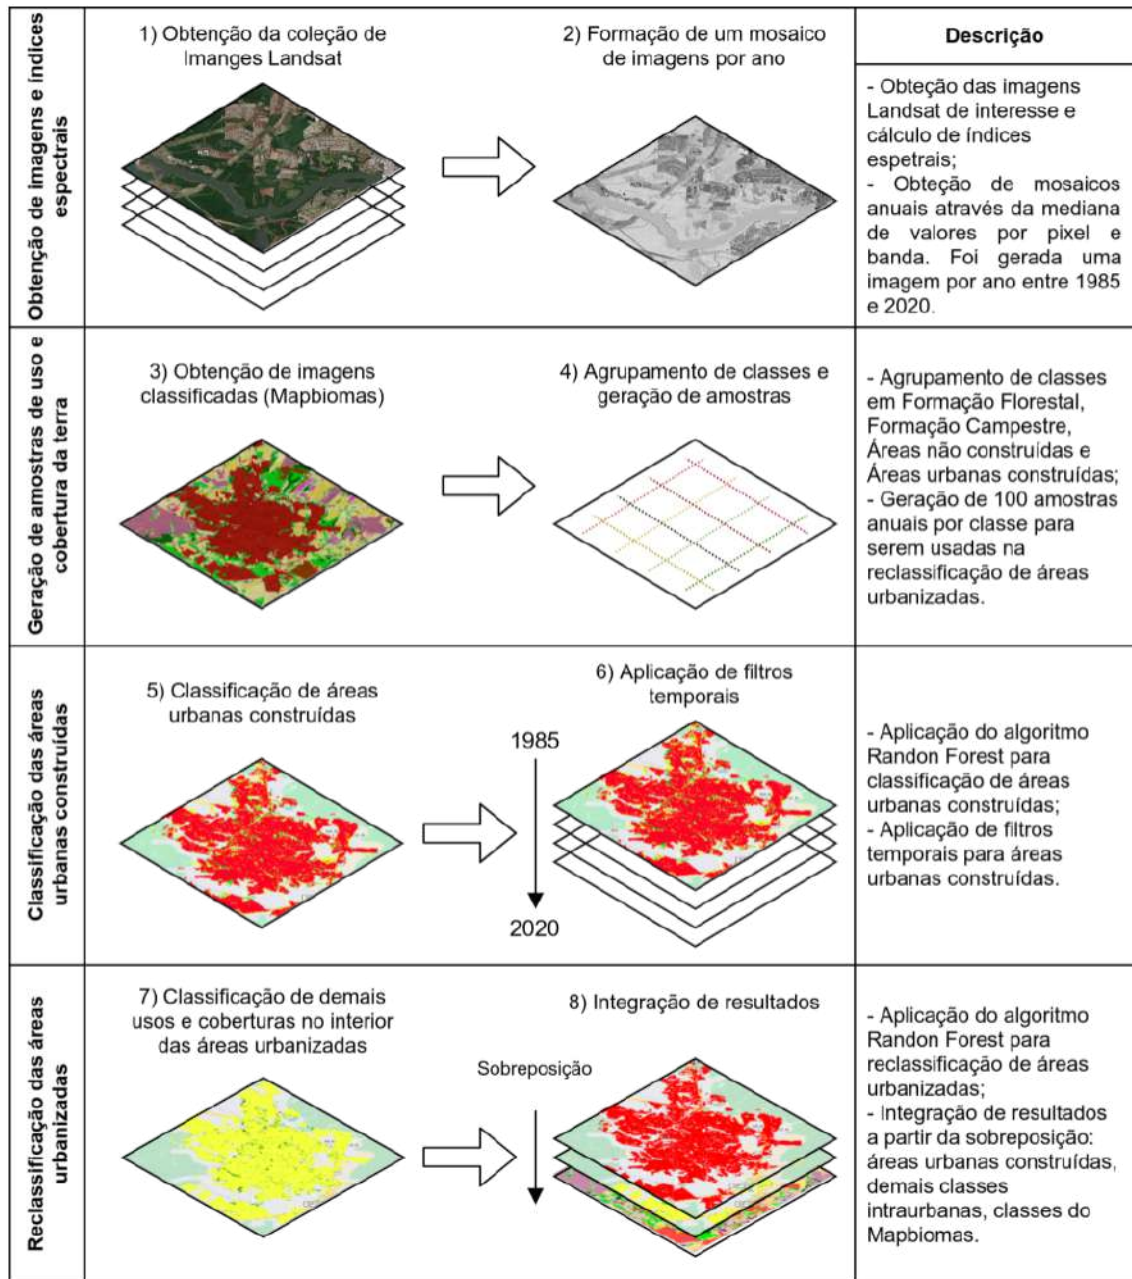 Obtenção de imagens e índices
espectrais
1) Obtenção da coleção de
Imanges Landsat
2) Formação de um mosaico
de imagens por ano
Descrição
- Obteção das imagens
Landsat de interesse e
cálculo de índices
espetrais;
- Obteção de mosaicos
anuais através da mediana
de valores por pixel e
banda. Foi gerada uma
imagem por ano entre 1985
e 2020.
Geração de amostras de uso e
cobertura da terra
3) Obtenção de imagens
classificadas (Mapbiomas)
4) Agrupamento de classes e
geração de amostras
- Agrupamento de classes
em Formação Florestal,
Formação Campestre,
Áreas não construídas e
Áreas urbanas construídas;
- Geração de 100 amostras
anuais por classe para
serem usadas na
reclassificação de áreas
urbanizadas.
Classificação das áreas
urbanas construídas
5) Classificação de áreas
urbanas construídas
6) Aplicação de filtros
temporais
1985
2020
- Aplicação do algoritmo
Randon Forest para
classificação de áreas
urbanas construídas;
- Aplicação de filtros
temporais para áreas
urbanas construídas.
Reclassificação das áreas
urbanizadas
7) Classificação de demais
usos e coberturas no interior
das áreas urbanizadas
8) Integração de resultados
Sobreposição
- Aplicação do algoritmo
Randon Forest para
reclassificação de áreas
urbanizadas;
- Integração de resultados
a partir da sobreposição:
áreas urbanas construídas,
demais classes
intraurbanas, classes do
Mapbiomas.